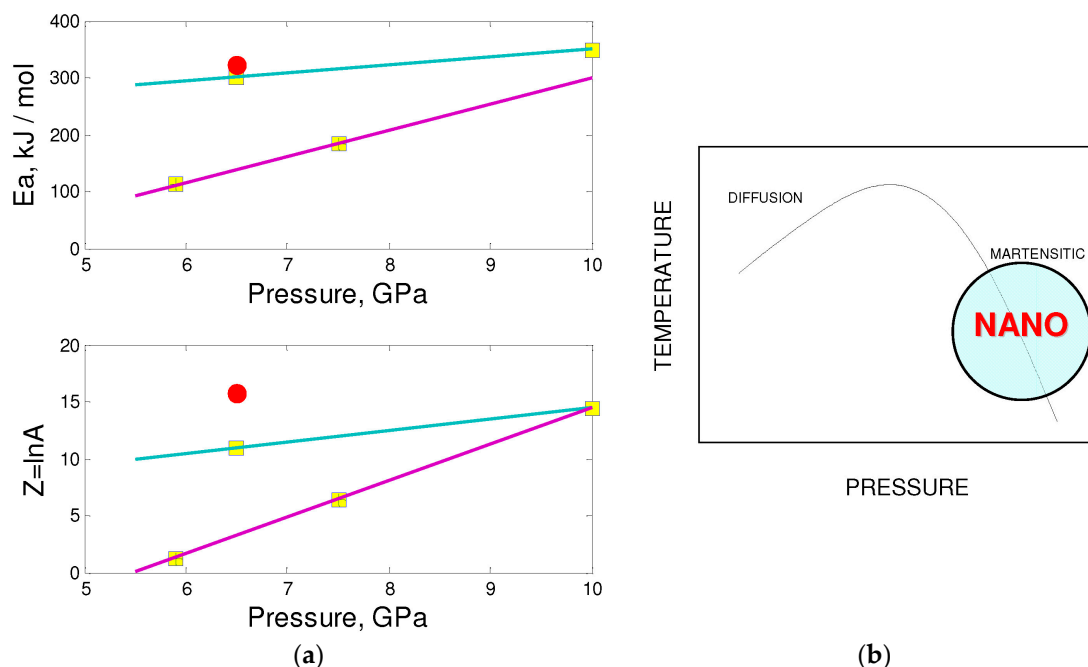 400
300
200
100
0
Ea, kJ / mol
5 6 7 8 9 10
Pressure, GPa
20
15
10
5
0
Z=lnA
5 6 7 8 9 10
Pressure, GPa
(a)
TEMPERATURE
DIFFUSION
MARTENSITIC
NANO
PRESSURE
(b)